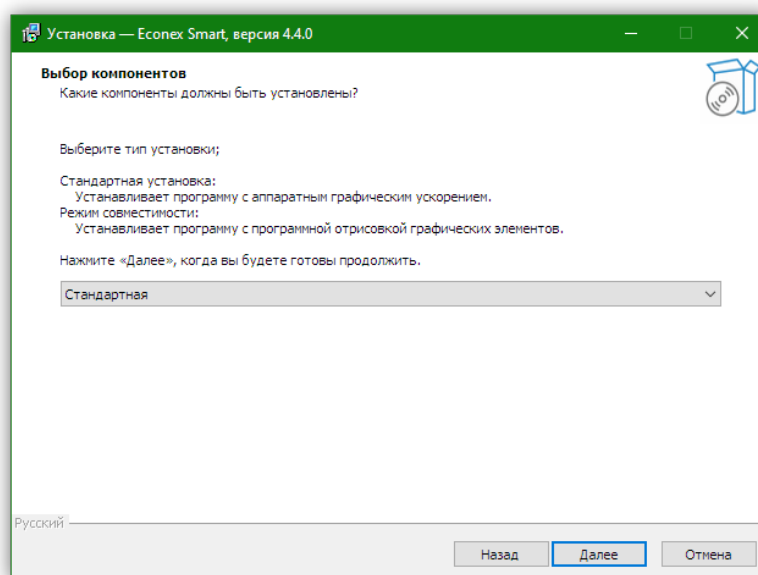 Установка — Econex Smart, версия 4.4.0
Выбор компонентов
Какие компоненты должны быть установлены?
Выберите тип установки;
Стандартная установка:
Устанавливает программу с аппаратным графическим ускорением.
Режим совместимости:
Устанавливает программу с программной отрисовкой графических элементов.
Нажмите «Далее», когда вы будете готовы продолжить.
Стандартная
Русский
Назад
Далее
Отмена